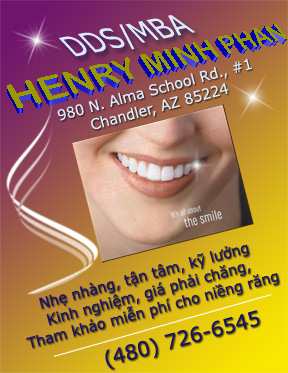 DDS/MBA
HENRY MINH PHAN
980 N. Alma School Rd., #1
Chandler, AZ 85224
It's all about
the smile
Nhẹ nhàng, tận tâm, kỹ lưởng
Kinh nghiệm, giá phải chăng,
Tham khảo miễn phí cho niềng răng
(480) 726-6545